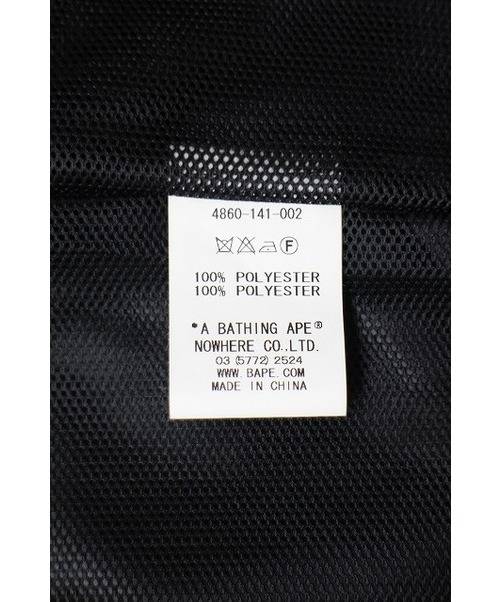 4860-141-002
F
100% POLYESTER
100% POLYESTER
*A BATHING APE®
NOWHERE CO.,LTD.
03(5772)2524
WWW.BAPE.COM
MADE IN CHINA